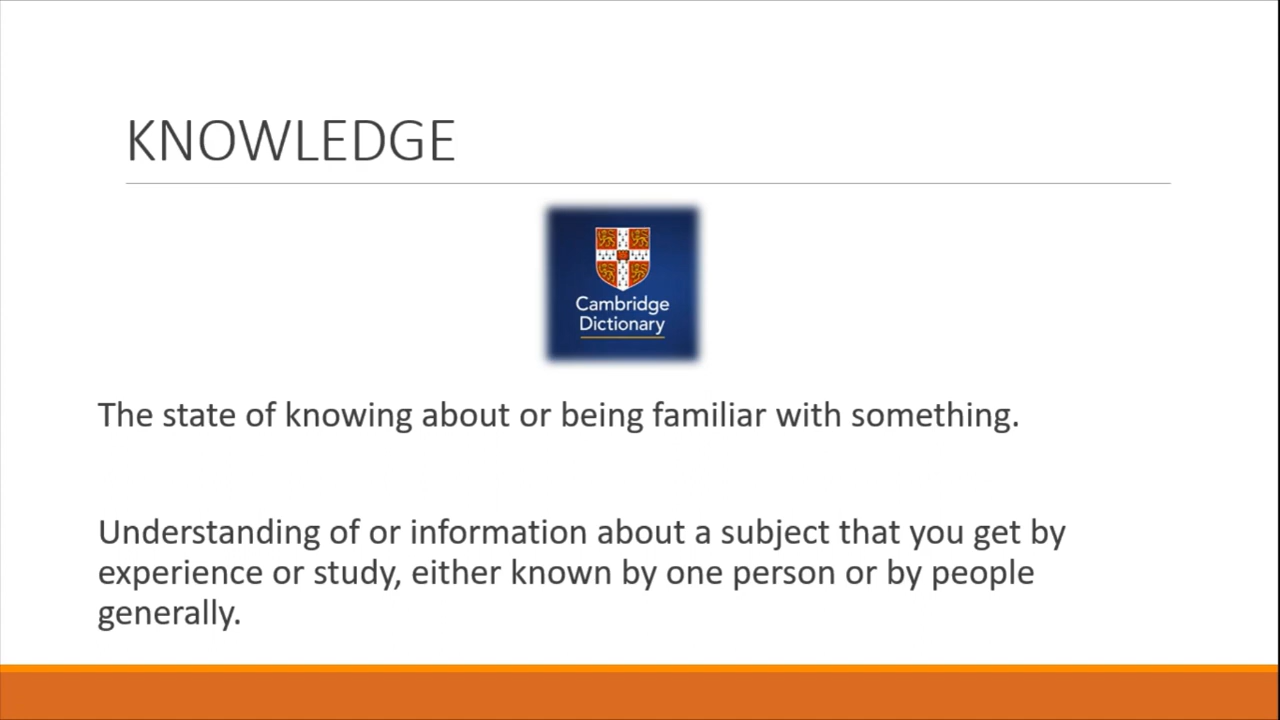 KNOWLEDGE
Cambridge
Dictionary
The state of knowing about or being familiar with something.
Understanding of or information about a subject that you get by
experience or study, either known by one person or by people
generally.